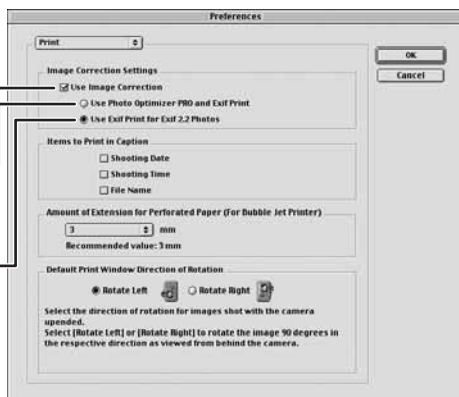 Preferences
Print
OK
Cancel
Image Correction Settings
Use Image Correction
Use Photo Optimizer PRO and Exif Print
Use Exif Print for Exif 2.2 Photos
Items to Print in Caption
Shooting Date
Shooting Time
File Name
Amount of Extension for Perforated Paper (For Bubble Jet Printer)
3 mm
Recommended value: 3 mm
Default Print Window Direction of Rotation
Rotate Left Rotate Right
Select the direction of rotation for images shot with the camera
upended.
Select [Rotate Left] or [Rotate Right] to rotate the image 90 degrees in
the respective direction as viewed from behind the camera.